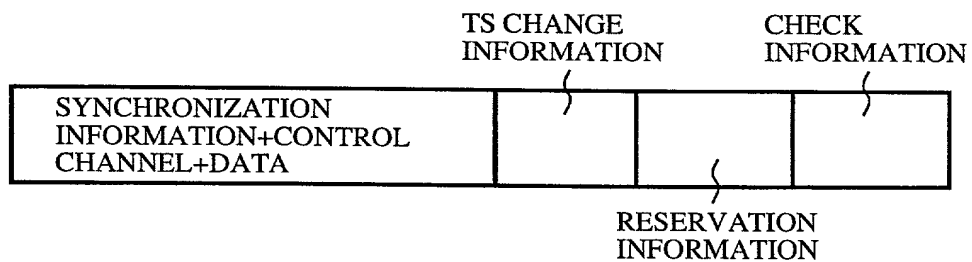 TS CHANGE
INFORMATION
CHECK
INFORMATION
SYNCHRONIZATION
INFORMATION+CONTROL
CHANNEL+DATA
RESERVATION
INFORMATION